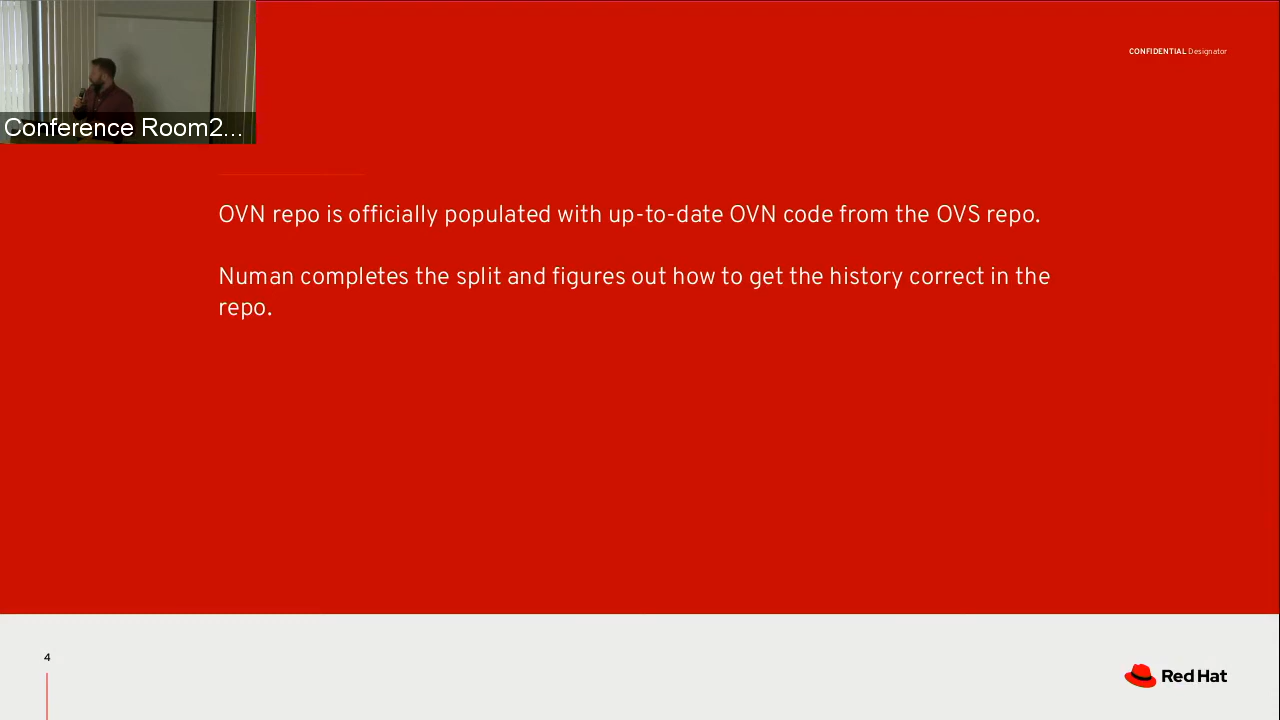 CONFIDENTIAL Designator
Conference Room2...
OVN repo is officially populated with up-to-date OVN code from the OVS repo.
Numan completes the split and figures out how to get the history correct in the
repo.
4
Red Hat